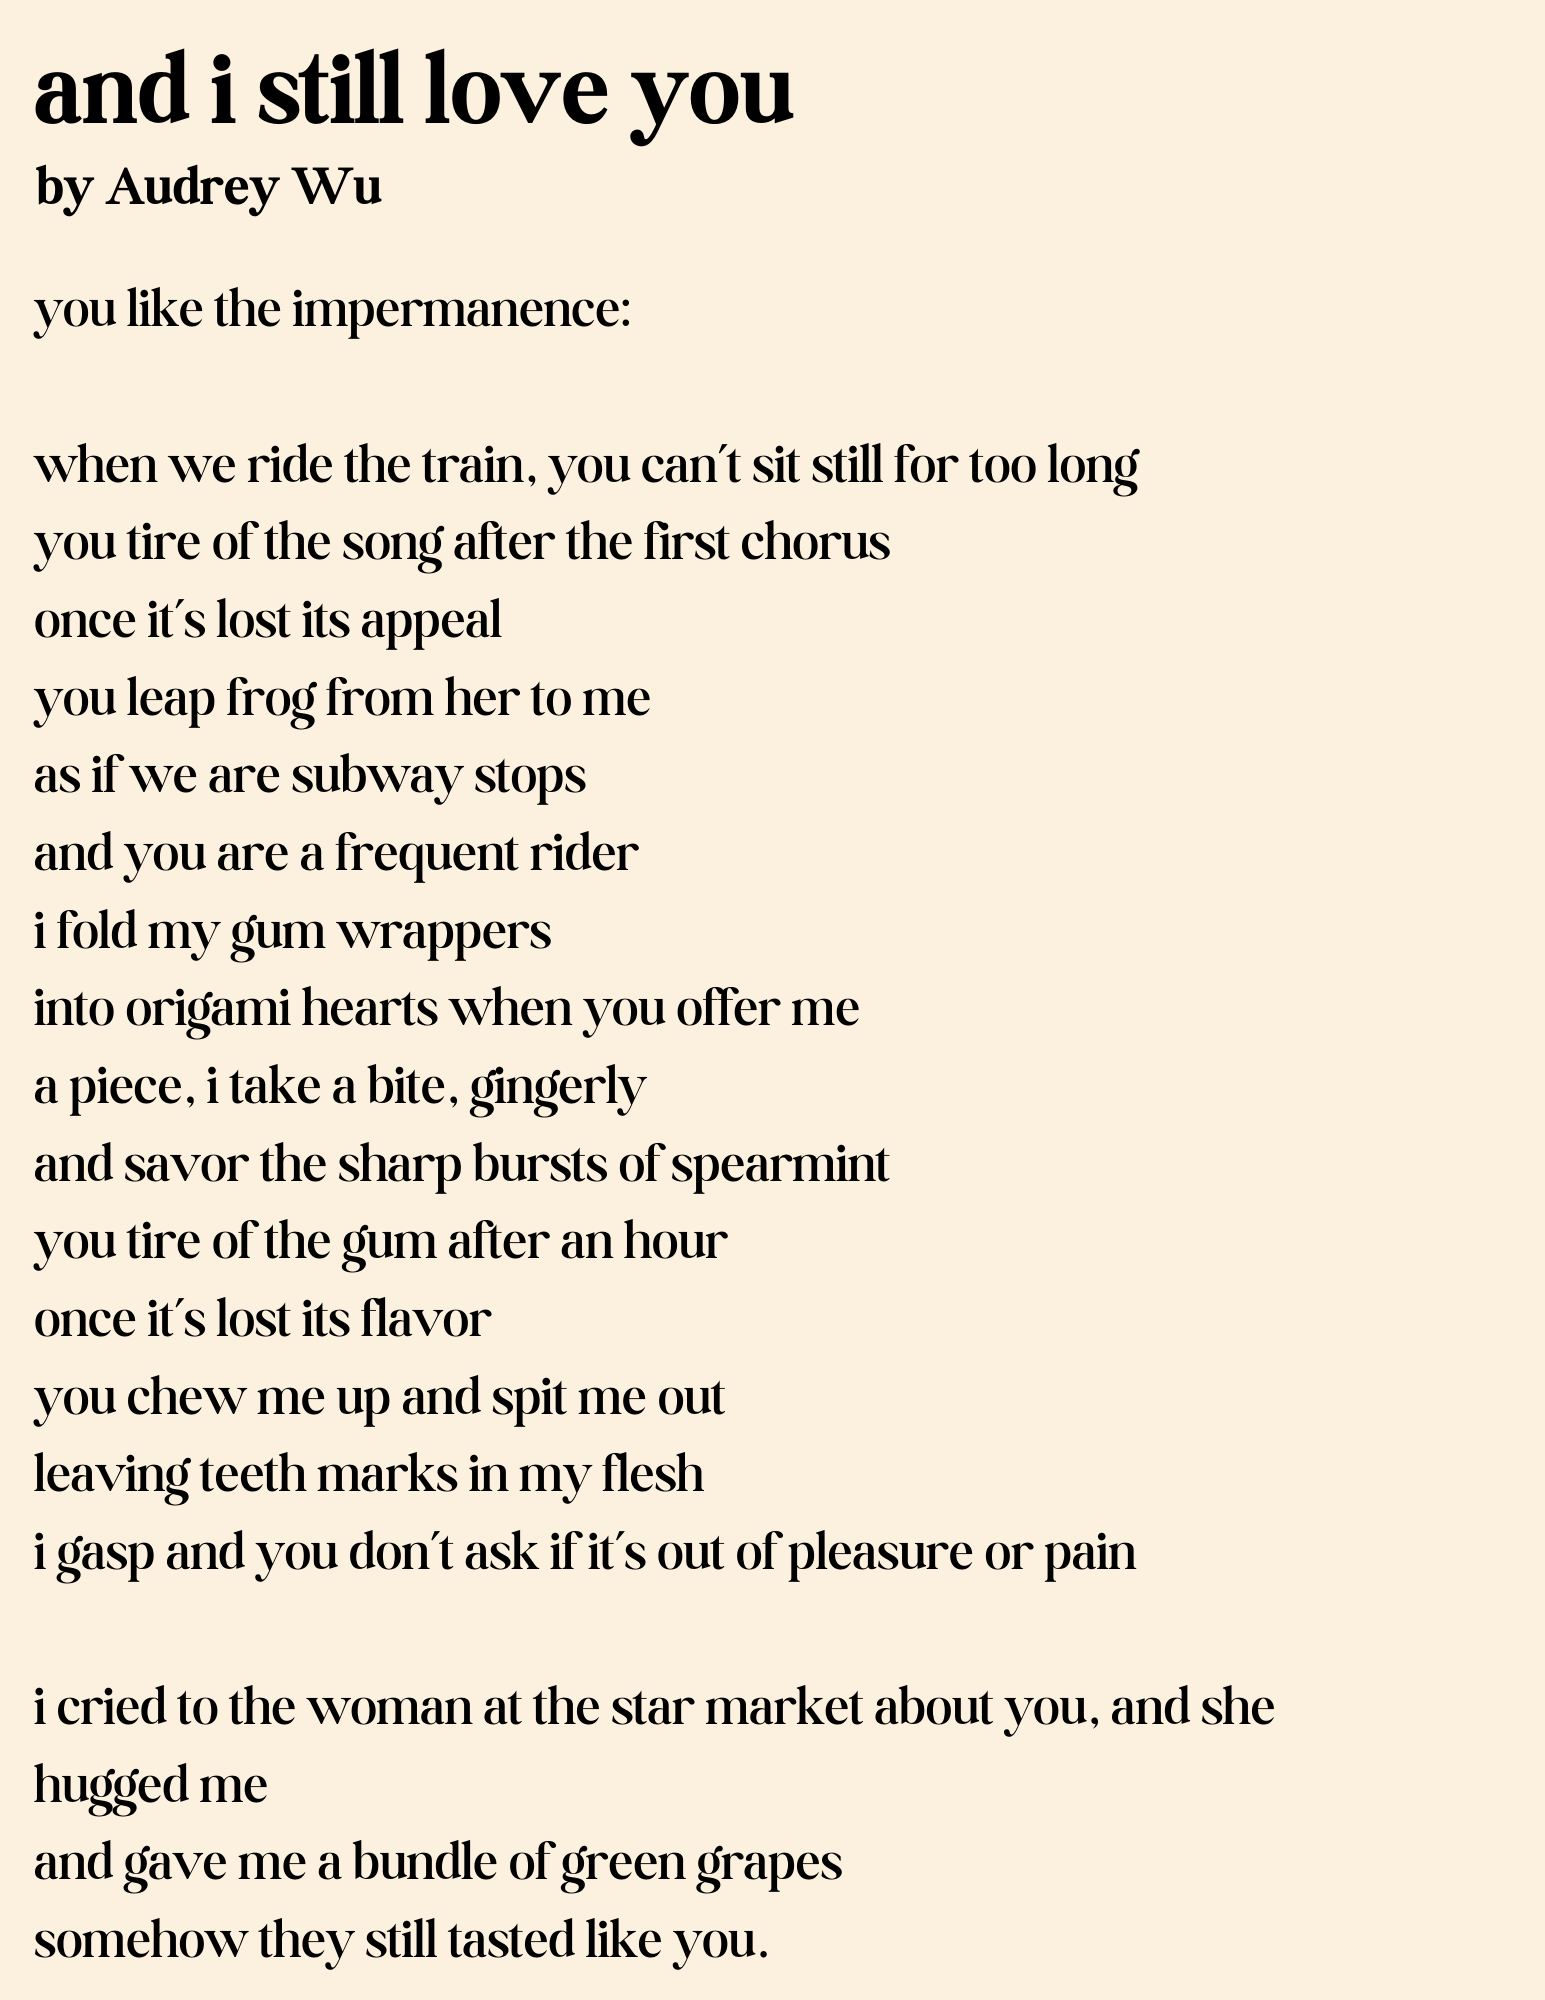 and i still love you
by Audrey Wu
you like the impermanence:
when we ride the train, you can't sit still for too long
you tire of the song after the first chorus
once it's lost its appeal
you leap frog from her to me
as if we are subway stops
and you are a frequent rider
i fold my gum wrappers
into origami hearts when you offer me
a piece, i take a bite, gingerly
and savor the sharp bursts of spearmint
you tire of the gum after an hour
once it's lost its flavor
you chew me up and spit me out
leaving teeth marks in my flesh
i gasp and you don't ask if it's out of pleasure or pain
i cried to the woman at the star market about you, and she
hugged me
and gave me a bundle of green grapes
somehow they still tasted like you.